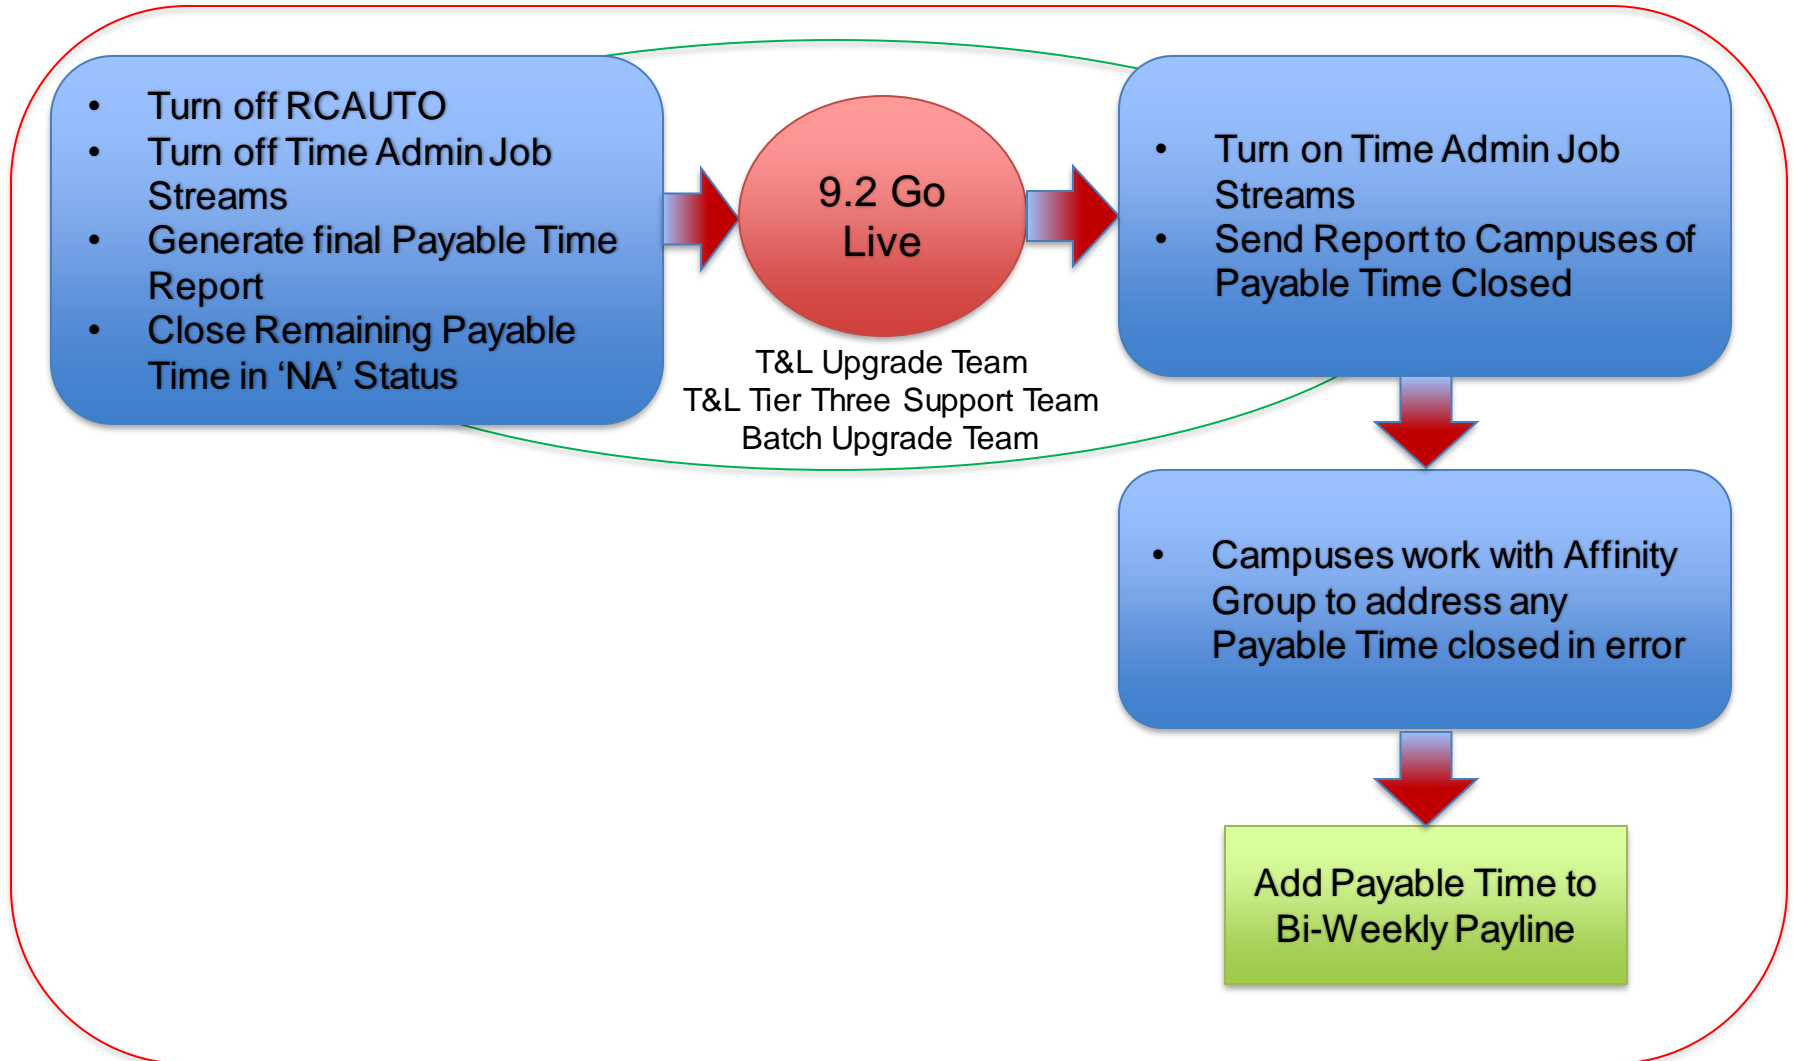 • Turn off RCAUTO
• Turn off Time Admin Job
Streams
• Generate final Payable Time
Report
• Close Remaining Payable
Time in ‘NA’ Status
9.2 Go
Live
T&L Upgrade Team
T&L Tier Three Support Team
Batch Upgrade Team
• Turn on Time Admin Job
Streams
• Send Report to Campuses of
Payable Time Closed
• Campuses work with Affinity
Group to address any
Payable Time closed in error
Add Payable Time to
Bi-Weekly Payline